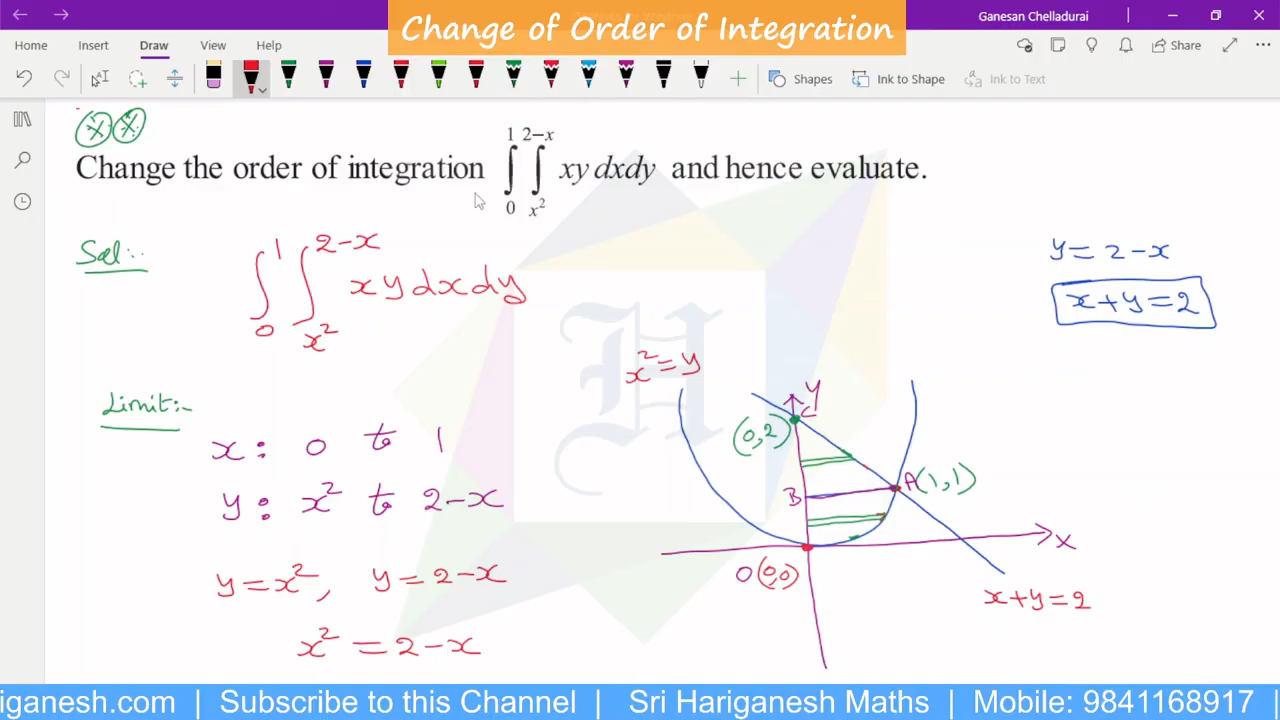 Ganesan Chelladurai
Change of Order of Integration
Home Insert Draw View Help
Share
Shapes Ink to Shape Ink to Text
Change the order of integration ∫₀¹ ∫_{x²}^{2−x} xy dxdy and hence evaluate.
Sol:-
∫₀¹ ∫_{x²}^{2−x} xy dx dy
y = 2 − x
x + y = 2
x² = y
Y
C
(0,2)
Limit:-
x : 0 to 1
B
A(1,1)
y : x² to 2−x
X
O(0,0)
y = x², y = 2−x
x + y = 2
x² = 2−x
iganesh.com | Subscribe to this Channel | Sri Hariganesh Maths | Mobile: 9841168917 |